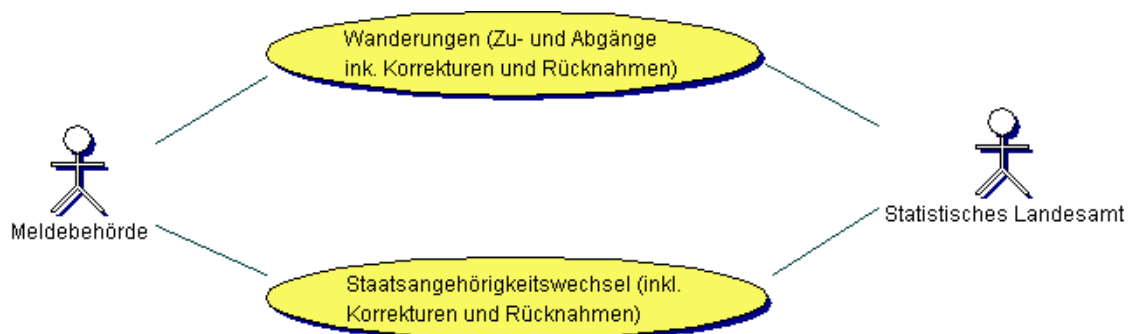 Wanderungen (Zu- und Abgänge
ink. Korrekturen und Rücknahmen)
Meldebehörde
Statistisches Landesamt
Staatsangehörigkeitswechsel (inkl.
Korrekturen und Rücknahmen)